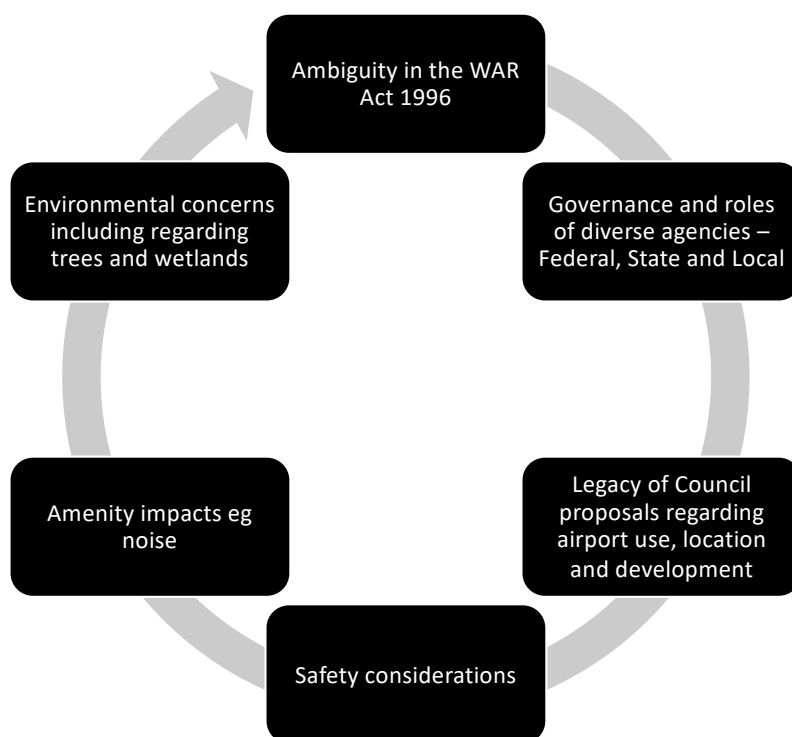 Ambiguity in the WAR
Act 1996
Governance and roles
of diverse agencies –
Federal, State and Local
Legacy of Council
proposals regarding
airport use, location
and development
Safety considerations
Amenity impacts eg
noise
Environmental concerns
including regarding
trees and wetlands